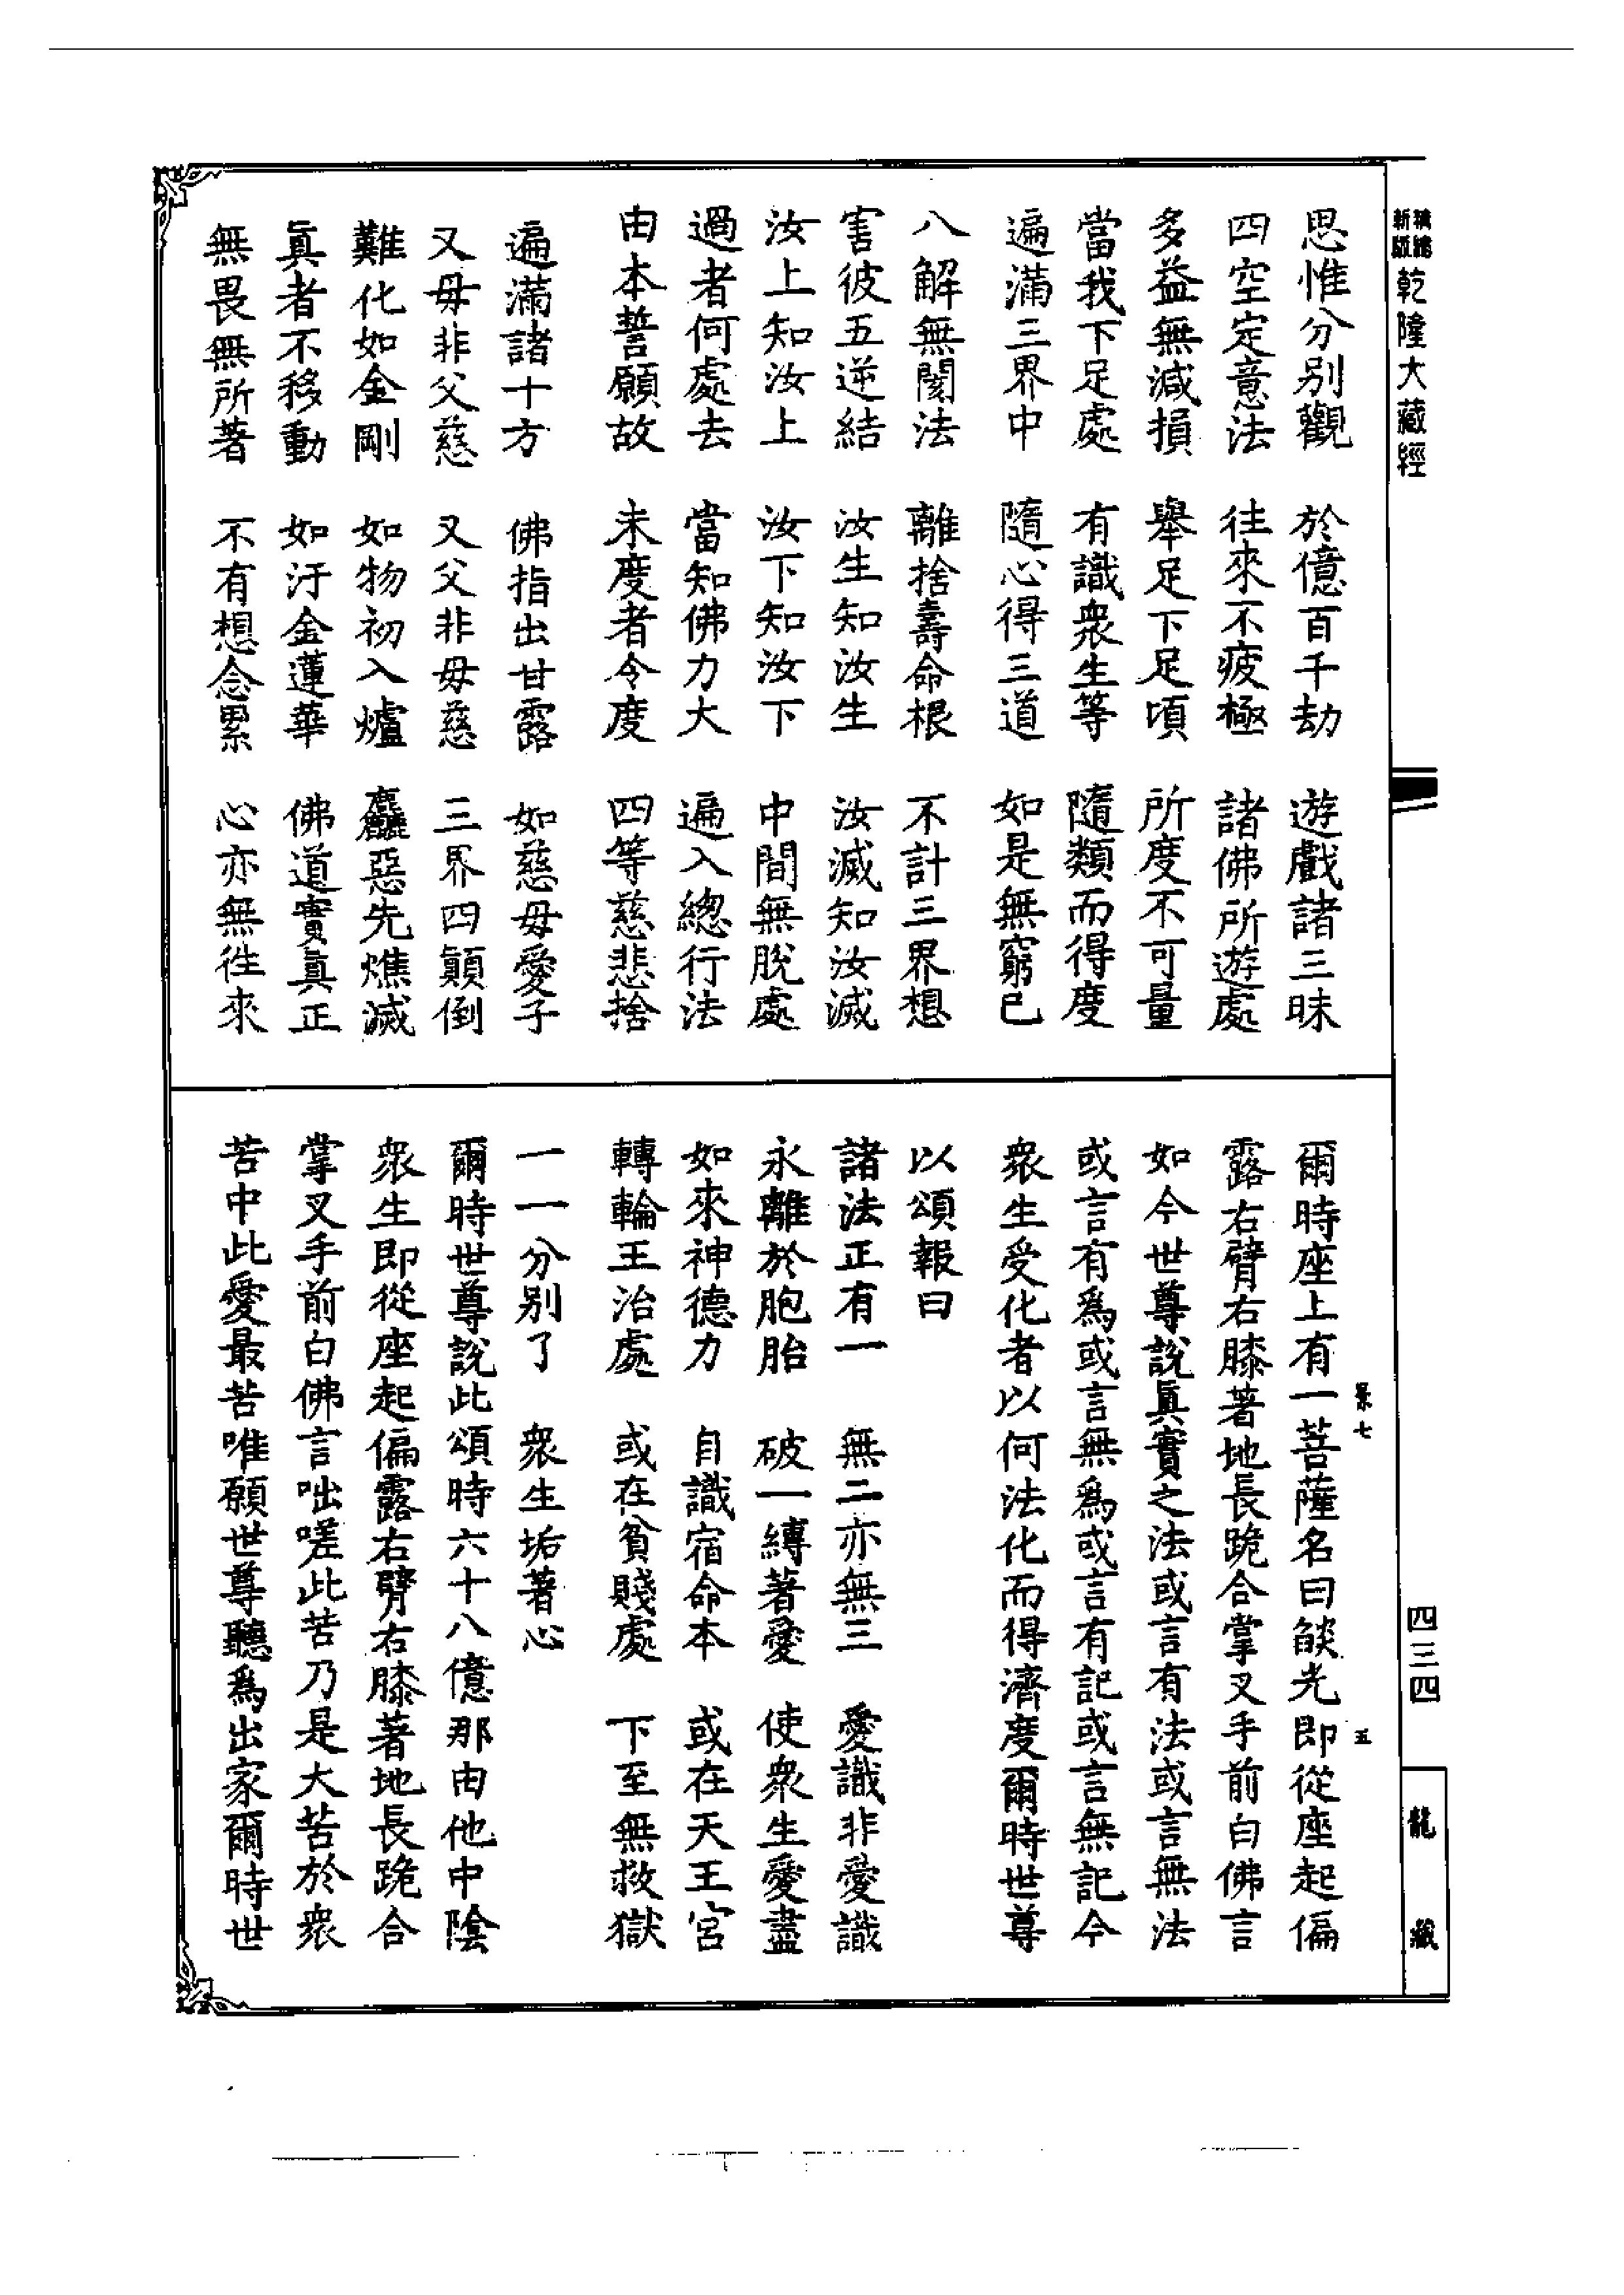 乾隆大藏經
思惟分別觀　於億百千劫　遊戲諸三昧
四空定意法　往來不疲極　諸佛所遊處
多益無減損　舉足下足頃　所度不可量
當我下足處　有識衆生等　隨類而得度
遍滿三界中　隨心得三道　如是無窮已
八解無閡法　離捨壽命根　不計三界想
害彼五逆結　汝生知汝生　汝滅知汝滅
汝上知汝上　汝下知汝下　中間無脫處
過者何處去　當知佛力大　遍入總行法
由本誓願故　未度者令度　四等慈悲捨
遍滿諸十方　佛指出甘露　如慈母愛子
又母非父慈　又父非母慈　三界四顛倒
難化如金剛　如物初入爐　麤惡先燋滅
眞者不移動　如汙金蓮華　佛道實眞正
無畏無所著　不有想念累　心亦無徃來
爾時座上有一菩薩名曰燄光即從座起偏
露右臂右膝著地長跪合掌叉手前白佛言
如今世尊說眞實之法或言有法或言無法
或言有爲或言無爲或言有記或言無記今
衆生受化者以何法化而得濟度爾時世尊
以頌報曰
諸法正有一　無二亦無三　愛識非愛識
永離於胞胎　破一縛著愛　使衆生愛盡
如來神德力　自識宿命本　或在天王宮
轉輪王治處　或在貧賤處　下至無救獄
一一分別了　衆生垢著心
爾時世尊說此頌時六十八億那由他中陰
衆生即從座起偏露右臂右膝著地長跪合
掌叉手前白佛言咄嗟此苦乃是大苦於衆
苦中此愛最苦唯願世尊聽爲出家爾時世
四三四
五
龍藏